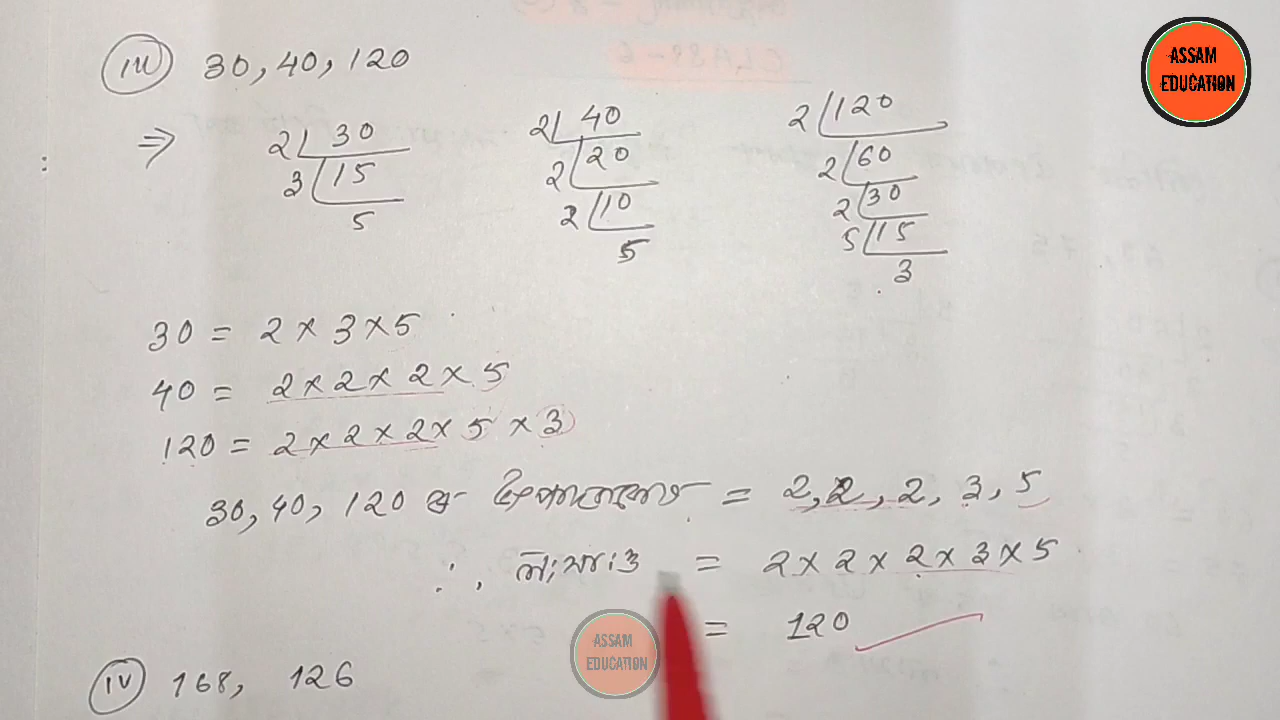 iii 30, 40, 120
ASSAM
EDUCATION
⇒ 2 30 2 40 2 120
3 15 2 20 2 60
5 2 10 2 30
5 5 15
3
30 = 2 × 3 × 5
40 = 2 × 2 × 2 × 5
120 = 2 × 2 × 2 × 5 × 3
30, 40, 120 ৰ = 2, 2, 2, 3, 5
∴, ল:সা:গু = 2 × 2 × 2 × 3 × 5
= 120
ASSAM
EDUCATION
iv 168, 126